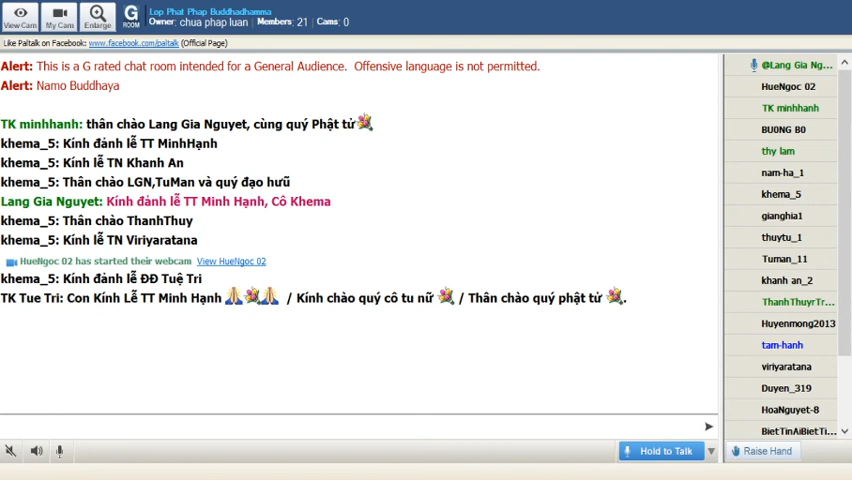 View Cam
My Cam
Enlarge
G
ROOM
Lop Phat Phap Buddhadhamma
Owner: chua phap luan Members: 21 Cams: 0
Like Paltalk on Facebook: www.facebook.com/paltalk (Official Page)
Alert: This is a G rated chat room intended for a General Audience. Offensive language is not permitted.
Alert: Namo Buddhaya
TK minhhanh: thân chào Lang Gia Nguyet, cùng quý Phật tử
khema_5: Kính đảnh lễ TT MinhHạnh
khema_5: Kính lễ TN Khanh An
khema_5: Thân chào LGN,TuMan và quý đạo hưũ
Lang Gia Nguyet: Kính đảnh lễ TT Minh Hạnh, Cô Khema
khema_5: Thân chào ThanhThuy
khema_5: Kính lễ TN Viriyaratana
HueNgoc 02 has started their webcam View HueNgoc 02
khema_5: Kính đảnh lễ ĐĐ Tuệ Tri
TK Tue Tri: Con Kính Lễ TT Minh Hạnh / Kính chào quý cô tu nữ / Thân chào quý phật tử .
Hold to Talk
@Lang Gia Ng...
HueNgoc 02
TK minhhanh
BU0NG B0
thy lam
nam-ha_1
khema_5
gianghia1
thuytu_1
Tuman_11
khanh an_2
ThanhThuyrTr...
Huyenmong2013
tam-hanh
viriyaratana
Duyen_319
HoaNguyet-8
BietTinAiBietTi...
Raise Hand